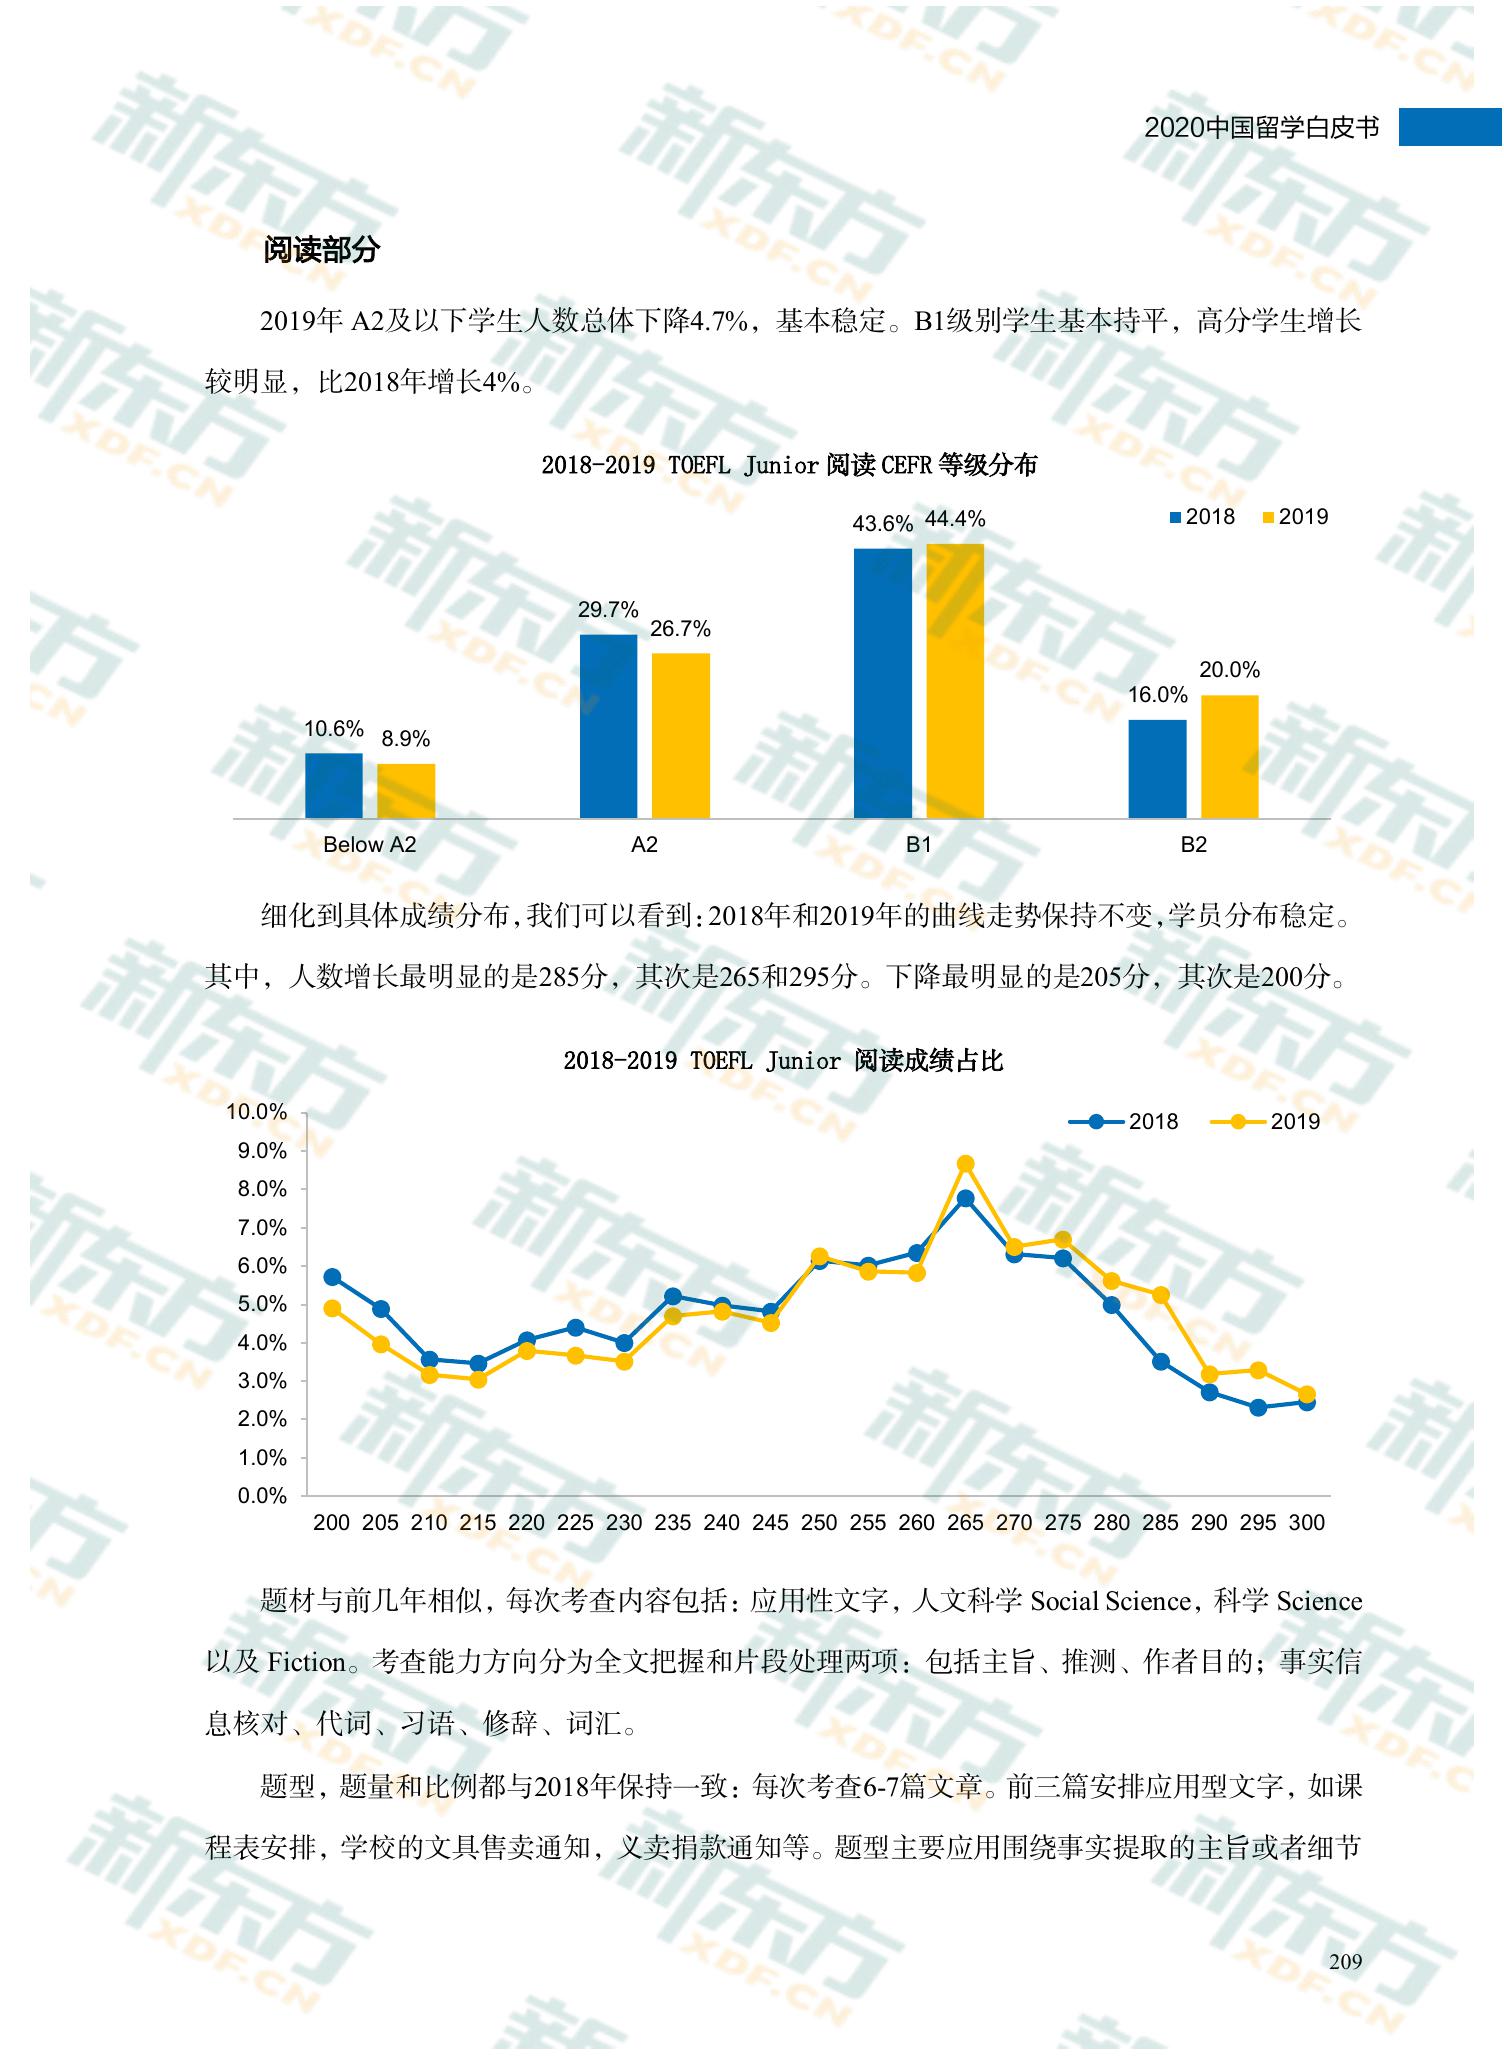 2020中国留学白皮书
阅读部分
2019年 A2及以下学生人数总体下降4.7%，基本稳定。B1级别学生基本持平，高分学生增长
较明显，比2018年增长4%。
2018-2019 TOEFL Junior 阅读 CEFR 等级分布
2018 2019
43.6% 44.4%
29.7% 26.7%
16.0% 20.0%
10.6% 8.9%
Below A2 A2 B1 B2
细化到具体成绩分布，我们可以看到：2018年和2019年的曲线走势保持不变，学员分布稳定。
其中，人数增长最明显的是285分，其次是265和295分。下降最明显的是205分，其次是200分。
2018-2019 TOEFL Junior 阅读成绩占比
2018 2019
10.0%
9.0%
8.0%
7.0%
6.0%
5.0%
4.0%
3.0%
2.0%
1.0%
0.0%
200 205 210 215 220 225 230 235 240 245 250 255 260 265 270 275 280 285 290 295 300
题材与前几年相似，每次考查内容包括：应用性文字，人文科学 Social Science，科学 Science
以及 Fiction。考查能力方向分为全文把握和片段处理两项：包括主旨、推测、作者目的；事实信
息核对、代词、习语、修辞、词汇。
题型，题量和比例都与2018年保持一致：每次考查6-7篇文章。前三篇安排应用型文字，如课
程表安排，学校的文具售卖通知，义卖捐款通知等。题型主要应用围绕事实提取的主旨或者细节
209
新东方
XDF.CN